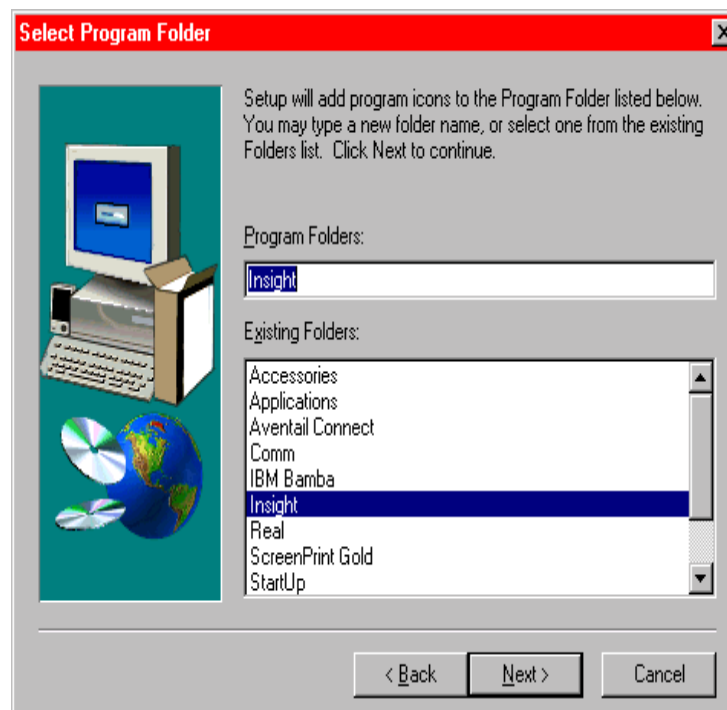 Select Program Folder
Setup will add program icons to the Program Folder listed below.
You may type a new folder name, or select one from the existing
Folders list.  Click Next to continue.
Program Folders:
Insight
Existing Folders:
Accessories
Applications
Aventail Connect
Comm
IBM Bamba
Insight
Real
ScreenPrint Gold
StartUp
< Back
Next >
Cancel